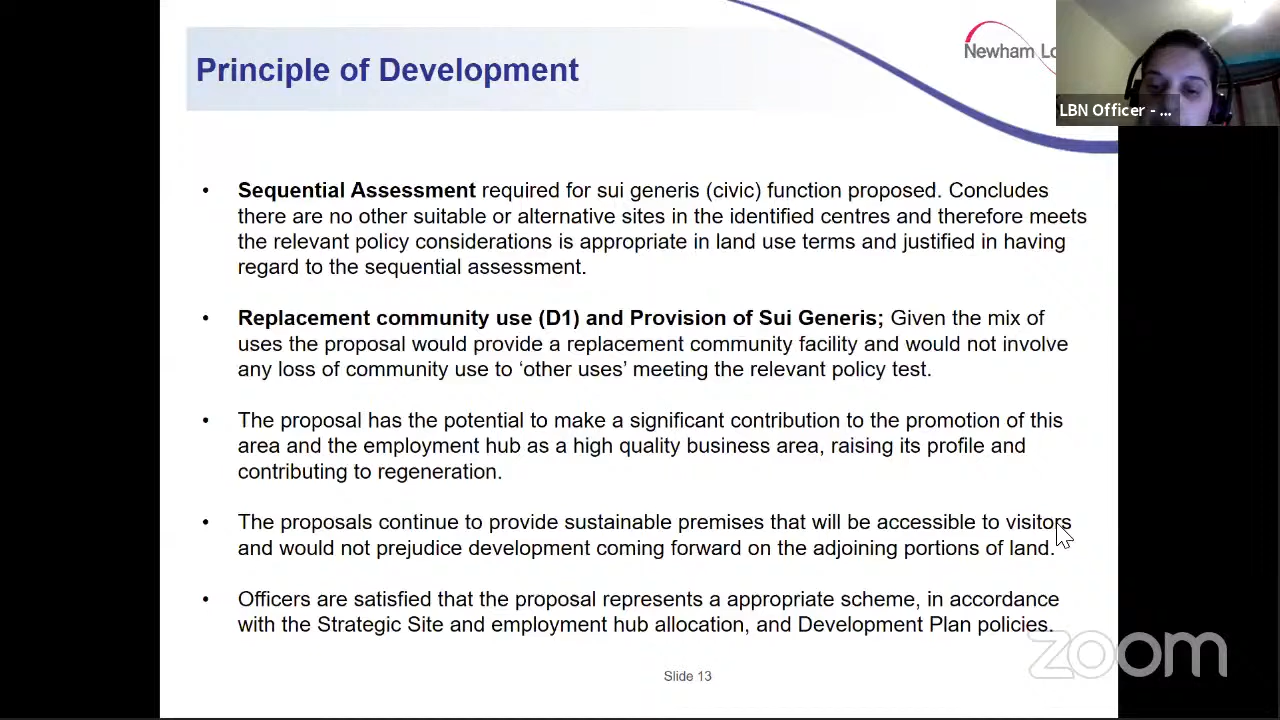 Principle of Development
Newham Lo
LBN Officer - ...
• Sequential Assessment required for sui generis (civic) function proposed. Concludes
there are no other suitable or alternative sites in the identified centres and therefore meets
the relevant policy considerations is appropriate in land use terms and justified in having
regard to the sequential assessment.
• Replacement community use (D1) and Provision of Sui Generis; Given the mix of
uses the proposal would provide a replacement community facility and would not involve
any loss of community use to ‘other uses’ meeting the relevant policy test.
• The proposal has the potential to make a significant contribution to the promotion of this
area and the employment hub as a high quality business area, raising its profile and
contributing to regeneration.
• The proposals continue to provide sustainable premises that will be accessible to visitors
and would not prejudice development coming forward on the adjoining portions of land.
• Officers are satisfied that the proposal represents a appropriate scheme, in accordance
with the Strategic Site and employment hub allocation, and Development Plan policies.
zoom
Slide 13